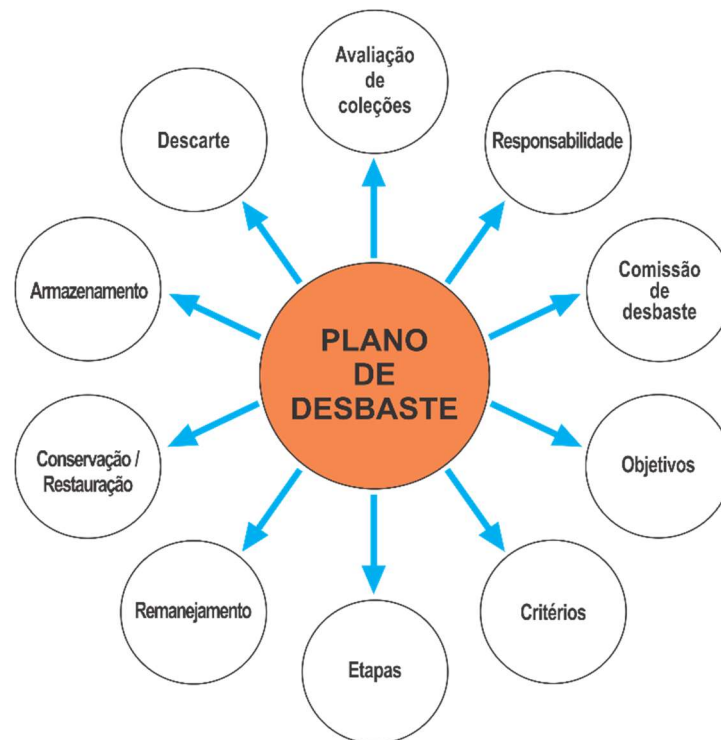 Avaliação
de
coleções
Descarte
Responsabilidade
Armazenamento
Comissão
de
desbaste
PLANO
DE
DESBASTE
Conservação /
Restauração
Objetivos
Remanejamento
Critérios
Etapas